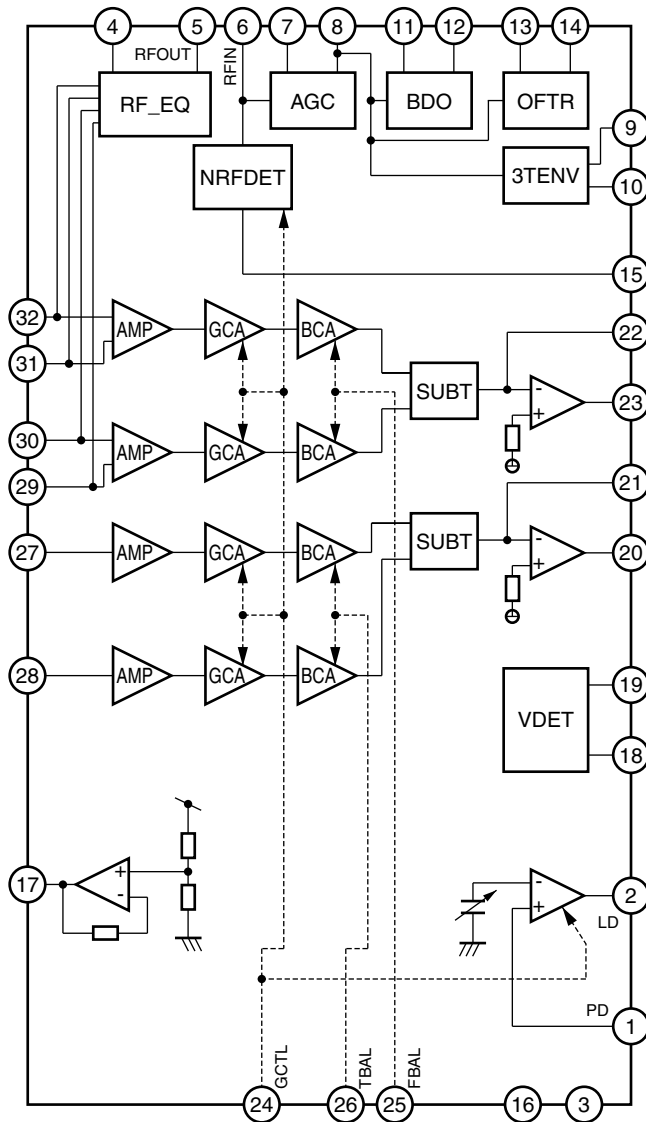 4 5 6 7 8 11 12 13 14
RFOUT
RFIN
RF_EQ AGC BDO OFTR
9
NRFDET 3TENV
10
15
32 AMP GCA BCA 22
31
SUBT - 23
+
30 AMP GCA BCA
29 21
27 AMP GCA BCA SUBT - 20
+
28 AMP GCA BCA 19
VDET
18
17 + - 2
- + LD
PD 1
GCTL TBAL FBAL
24 26 25 16 3